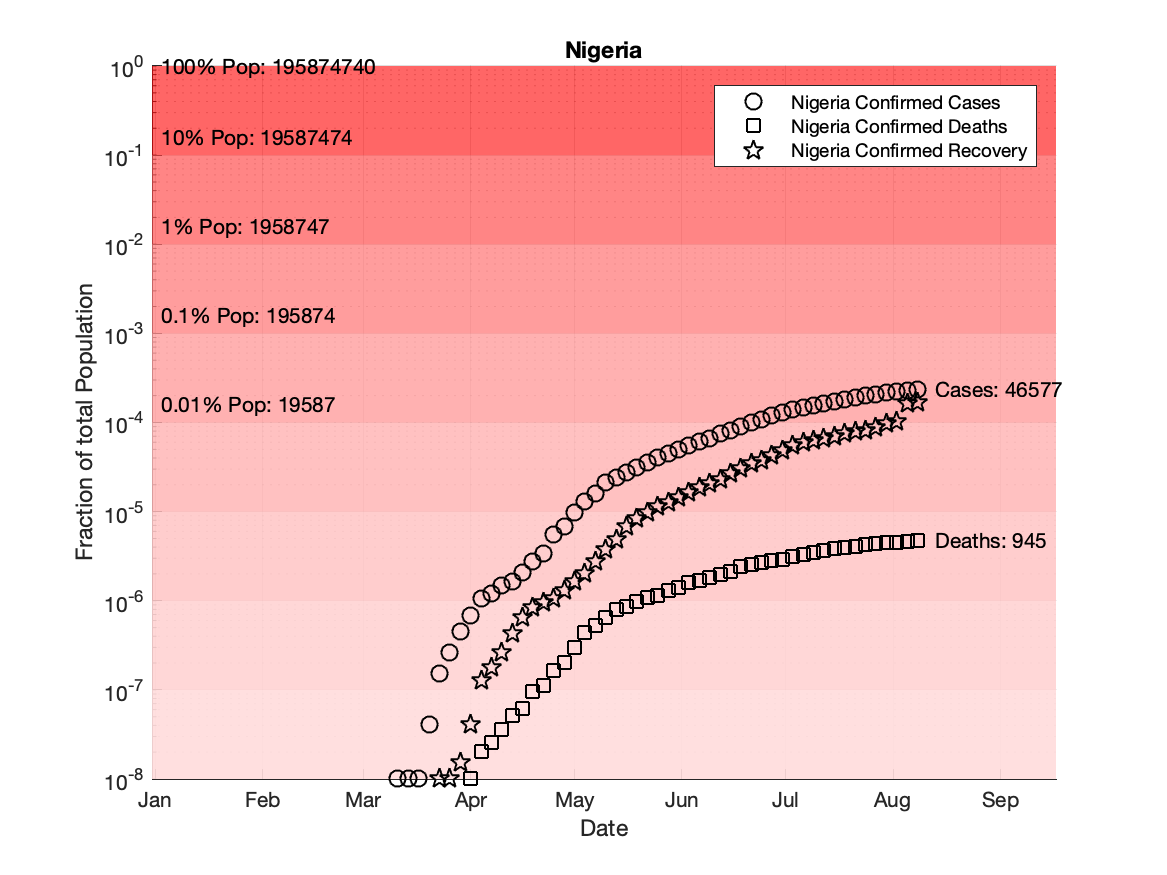 Nigeria
10^0
100% Pop: 195874740
Nigeria Confirmed Cases
Nigeria Confirmed Deaths
Nigeria Confirmed Recovery
10% Pop: 19587474
10^-1
1% Pop: 1958747
10^-2
0.1% Pop: 195874
10^-3
0.01% Pop: 19587
10^-4
Cases: 46577
10^-5
Deaths: 945
10^-6
10^-7
10^-8
Fraction of total Population
Jan Feb Mar Apr May Jun Jul Aug Sep
Date